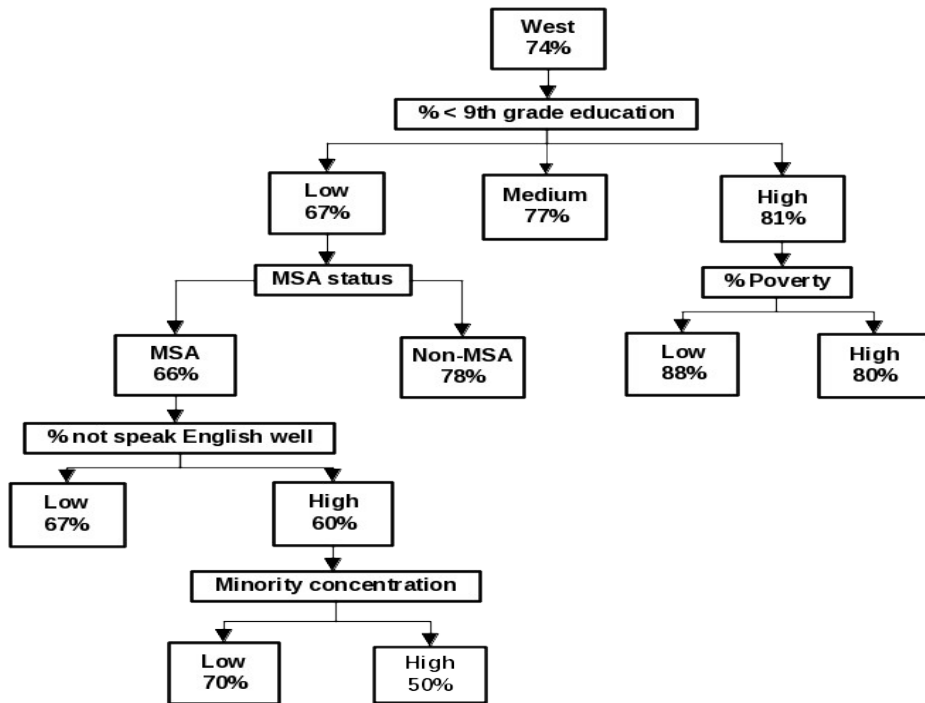 West
74%
% < 9th grade education
Low
67%
Medium
77%
High
81%
MSA status
% Poverty
MSA
66%
Non-MSA
78%
Low
88%
High
80%
% not speak English well
Low
67%
High
60%
Minority concentration
Low
70%
High
50%